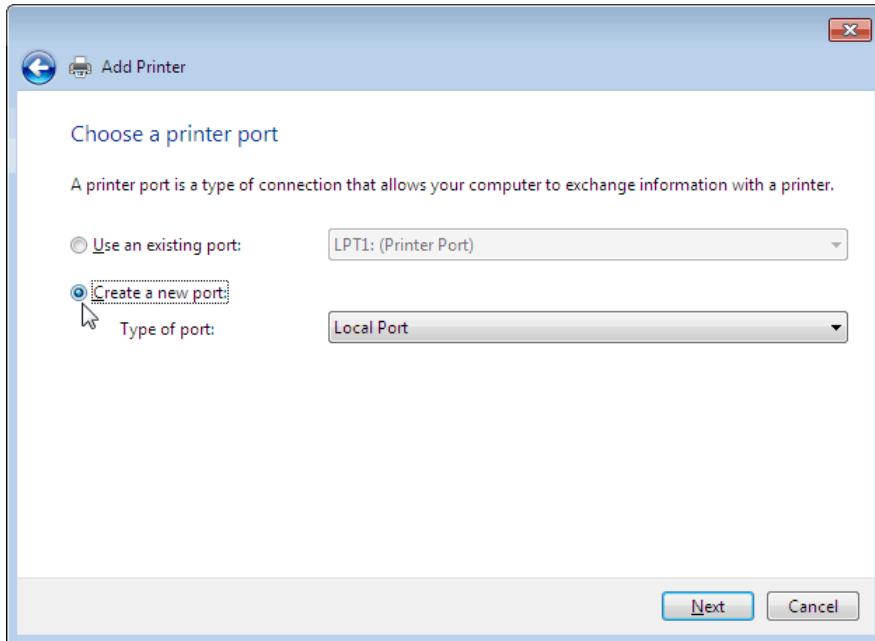 Add Printer
Choose a printer port
A printer port is a type of connection that allows your computer to exchange information with a printer.
Use an existing port: LPT1: (Printer Port)
Create a new port:
Type of port: Local Port
Next Cancel